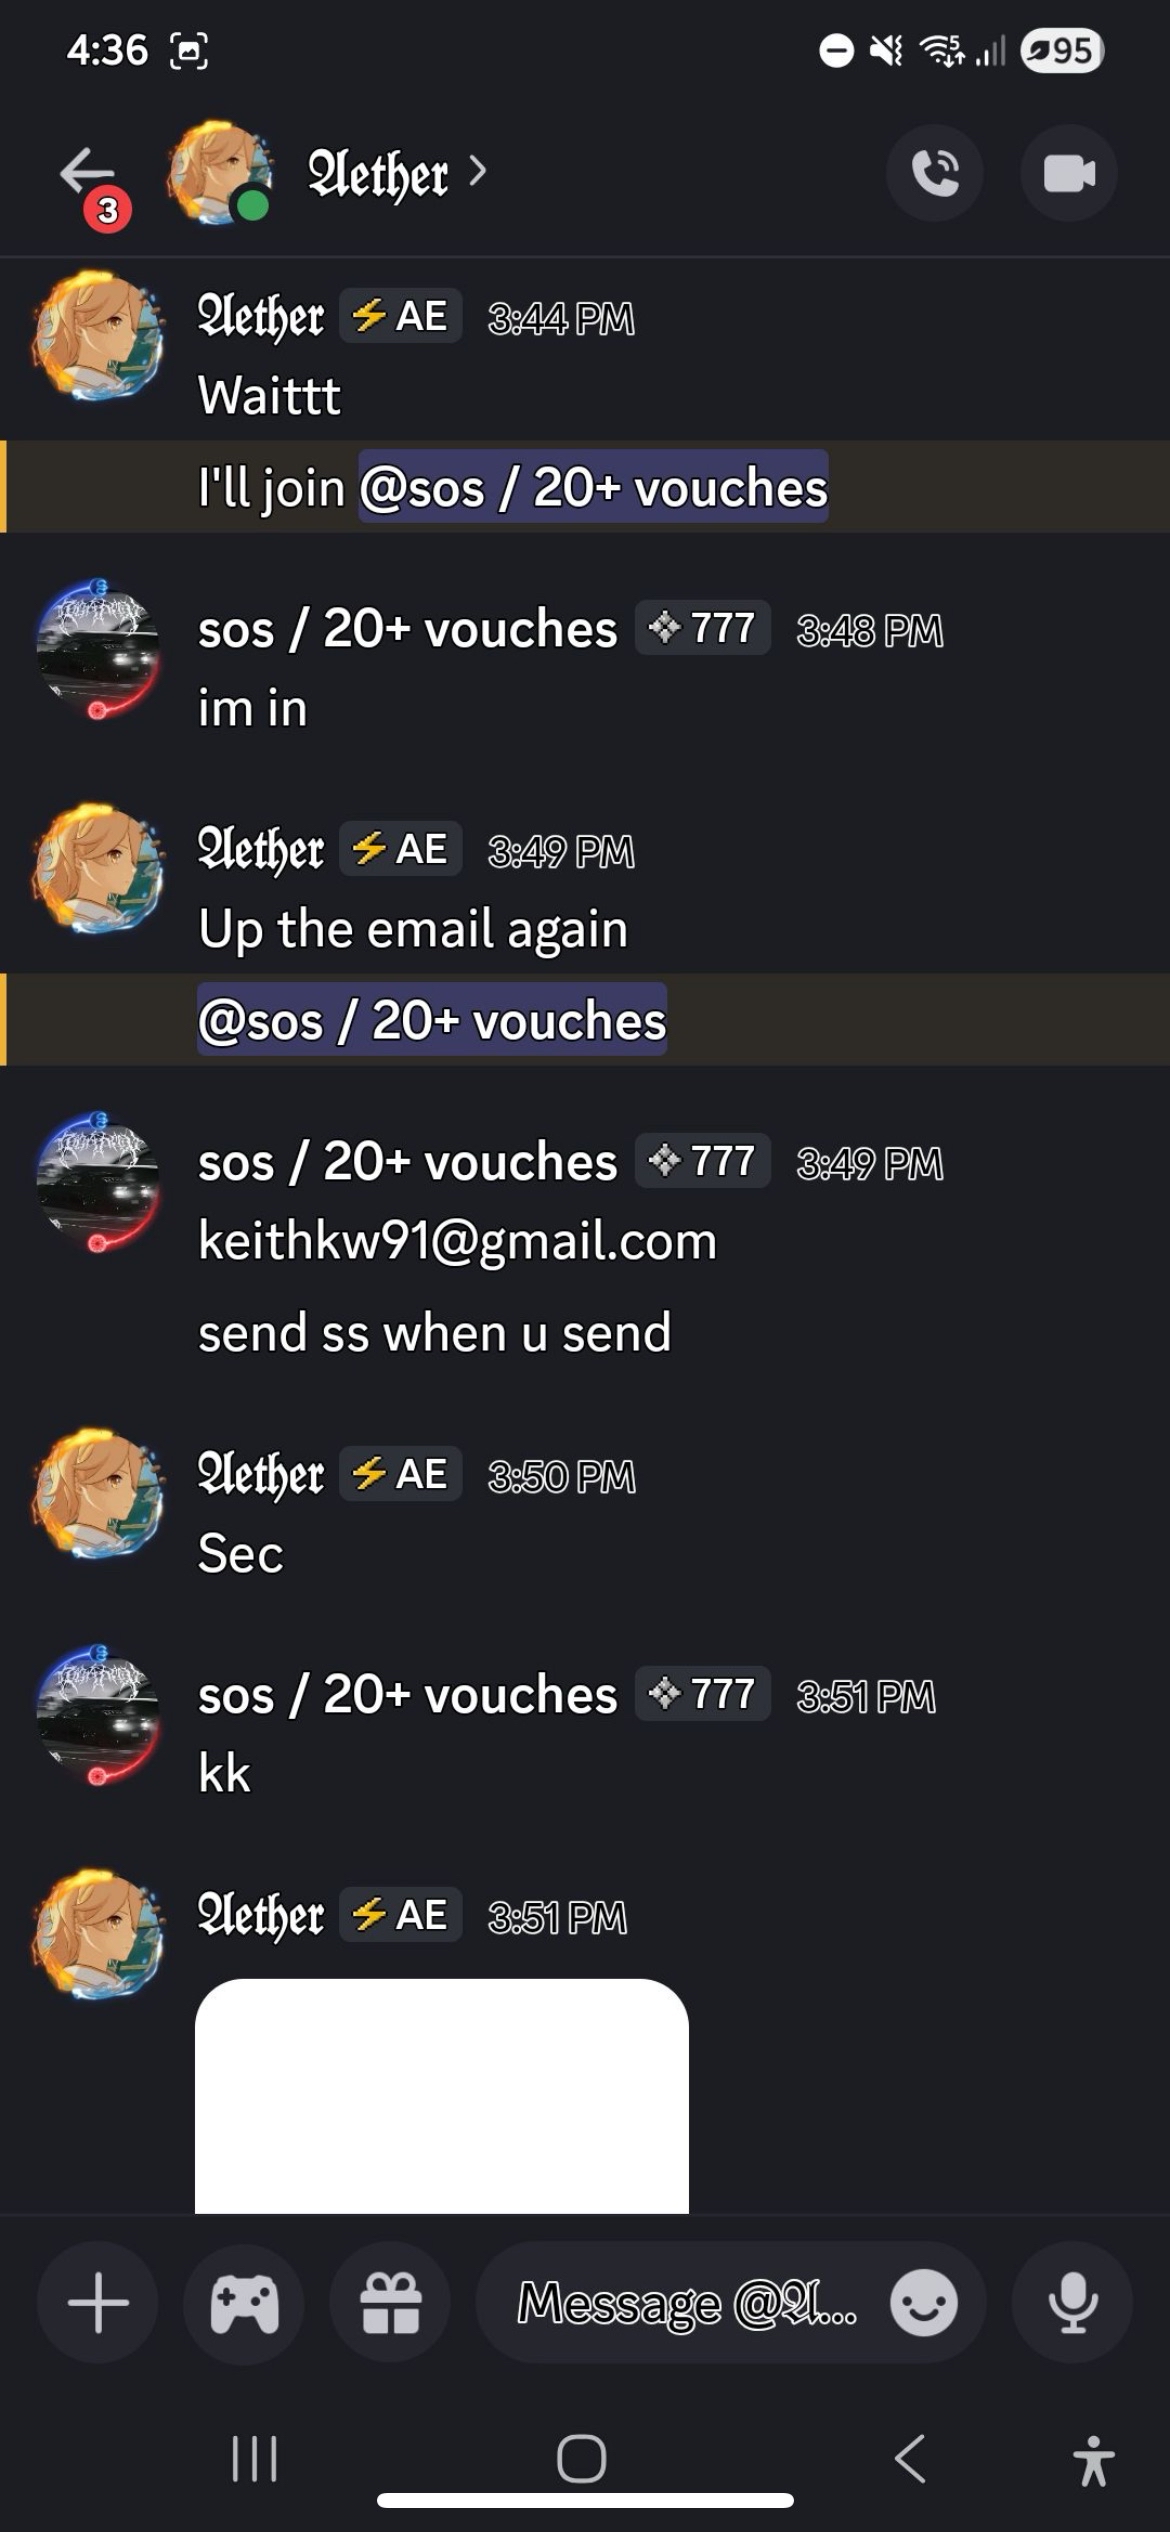 4:36
5
95
3
Aether
Aether AE 3:44 PM
Waittt
I'll join @sos / 20+ vouches
sos / 20+ vouches 777 3:48 PM
im in
Aether AE 3:49 PM
Up the email again
@sos / 20+ vouches
sos / 20+ vouches 777 3:49 PM
keithkw91@gmail.com
send ss when u send
Aether AE 3:50 PM
Sec
sos / 20+ vouches 777 3:51 PM
kk
Aether AE 3:51 PM
Message @A...